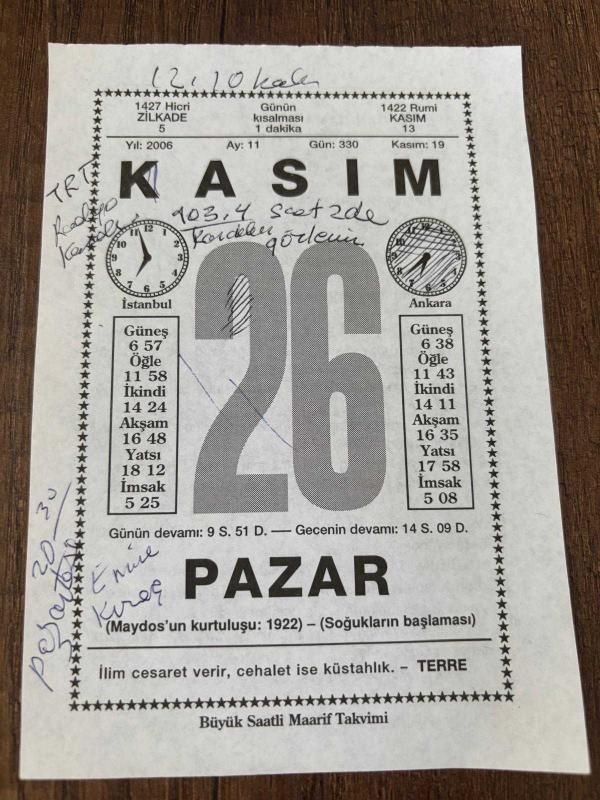 12.10
1427 Hicri
ZİLKADE
5
Günün
kısalması
1 dakika
1422 Rumi
KASIM
13
Yıl: 2006 Ay: 11 Gün: 330 Kasım: 19
KASIM
TRT
Radyo
103,4 Saat 2de
26
İstanbul
Güneş
6 57
Öğle
11 58
İkindi
14 24
Akşam
16 48
Yatsı
18 12
İmsak
5 25
Ankara
Güneş
6 38
Öğle
11 43
İkindi
14 11
Akşam
16 35
Yatsı
17 58
İmsak
5 08
Günün devamı: 9 S. 51 D. — Gecenin devamı: 14 S. 09 D.
20 30
Emine
PAZAR
(Maydos'un kurtuluşu: 1922) – (Soğukların başlaması)
İlim cesaret verir, cehalet ise küstahlık. – TERRE
Büyük Saatli Maarif Takvimi